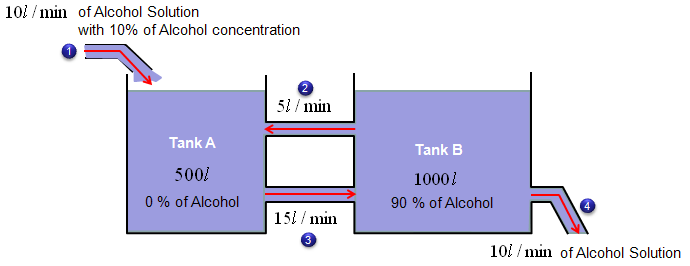 10l / min of Alcohol Solution
with 10% of Alcohol concentration
1
2
5l / min
Tank A
500l
0 % of Alcohol
Tank B
1000l
90 % of Alcohol
15l / min
3
4
10l / min of Alcohol Solution